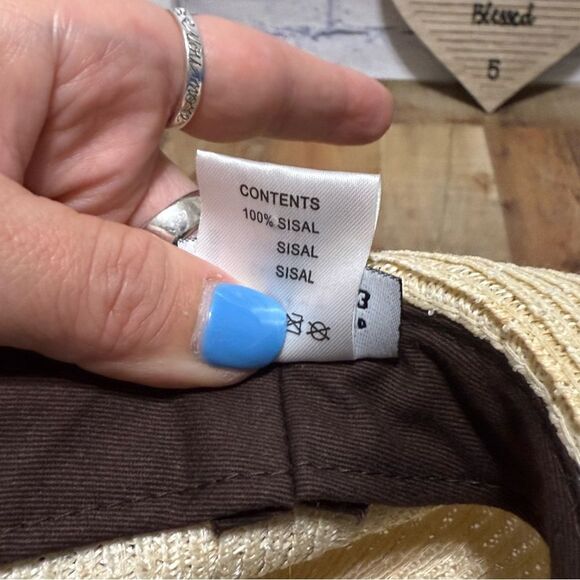 Blessed
5
CONTENTS
100% SISAL
SISAL
SISAL